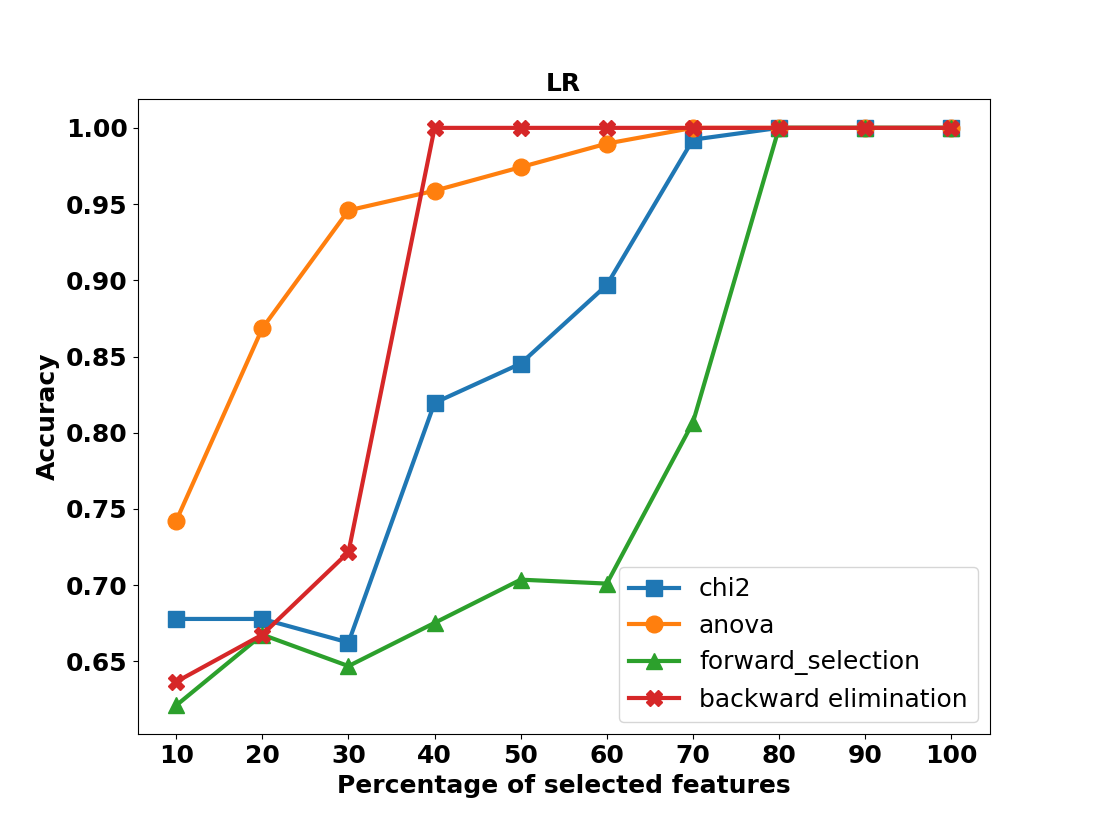 LR
1.00
0.95
0.90
0.85
0.80
0.75
0.70
0.65
Accuracy
10 20 30 40 50 60 70 80 90 100
Percentage of selected features
chi2
anova
forward_selection
backward elimination